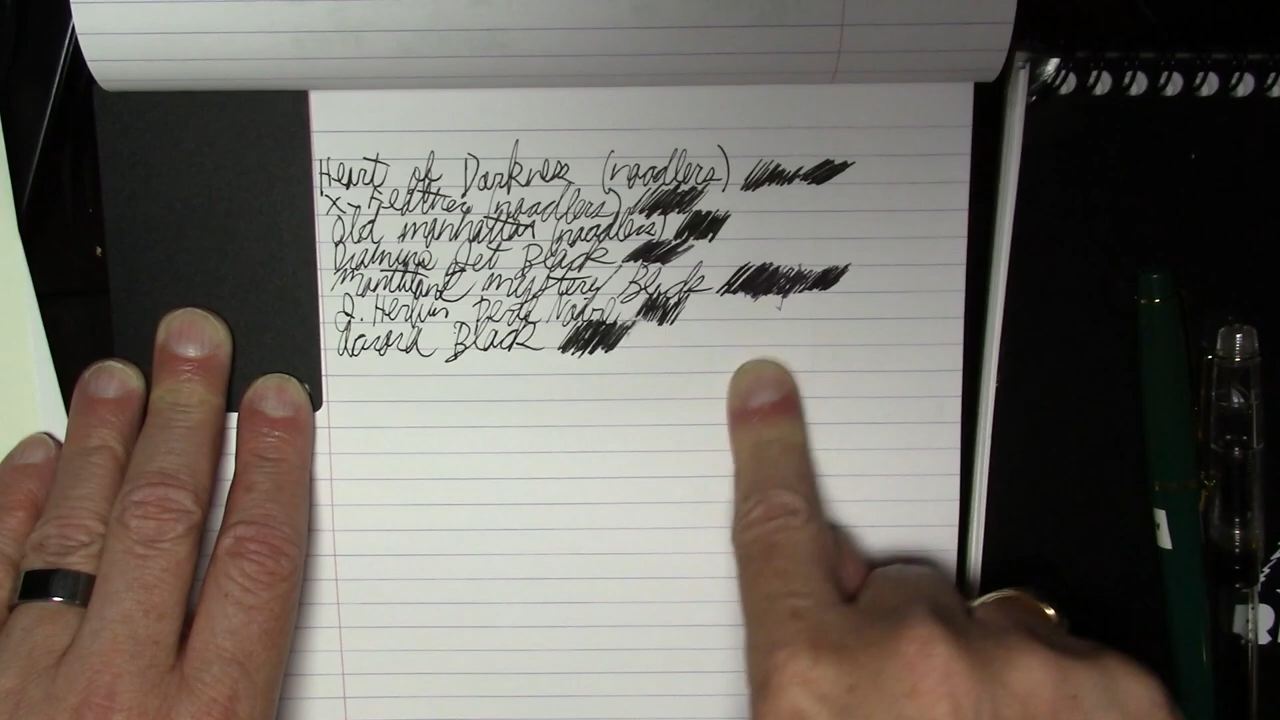 Heart of Darkness (noodlers)
X-Feather (noodlers)
Old manhattan (noodlers)
Diamine Jet Black
montblanc mystery Black
J. Herbin Perle Noire
Aurora Black